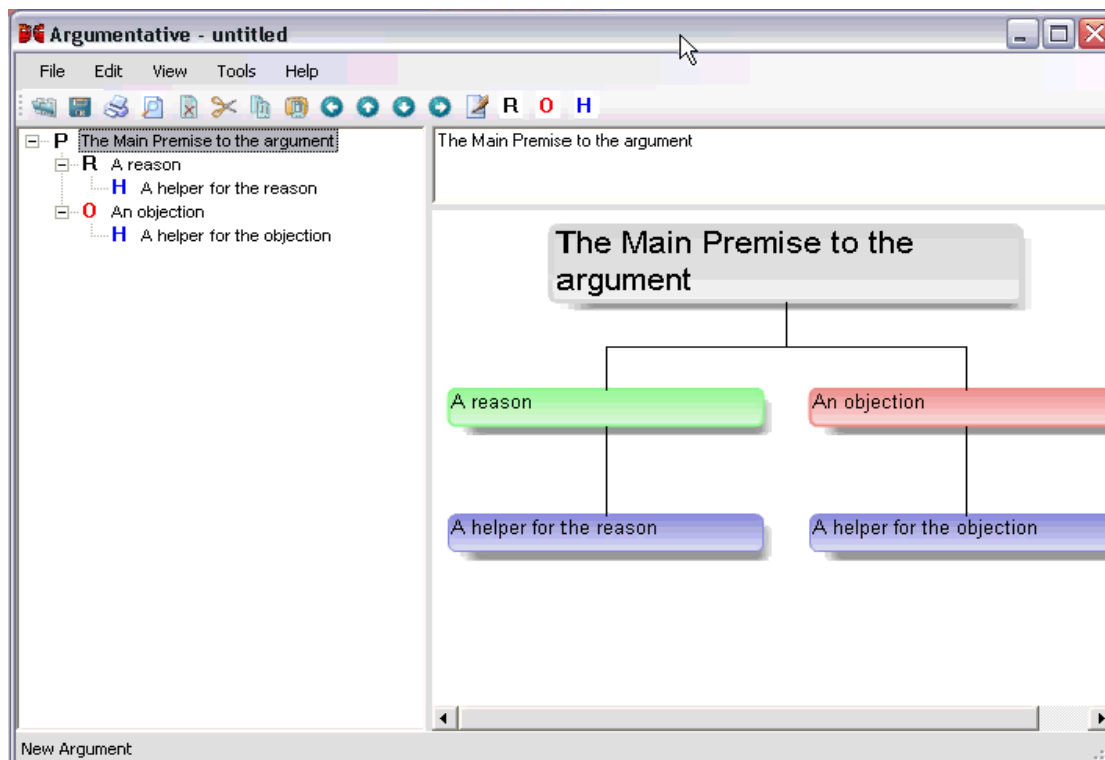 Argumentative - untitled
File Edit View Tools Help
R O H
P The Main Premise to the argument
R A reason
H A helper for the reason
O An objection
H A helper for the objection
The Main Premise to the argument
The Main Premise to the
argument
A reason An objection
A helper for the reason A helper for the objection
New Argument